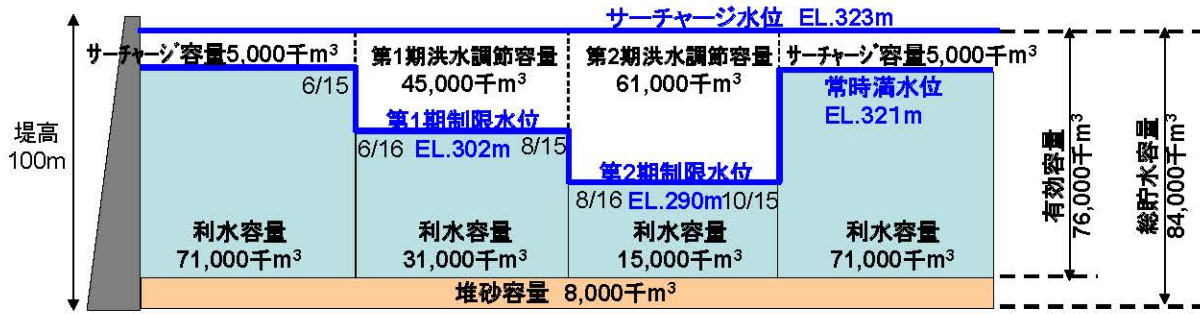 サーチャージ水位 EL.323m
サーチャージ容量5,000千m³
第1期洪水調節容量
45,000千m³
第2期洪水調節容量
61,000千m³
サーチャージ容量5,000千m³
6/15
常時満水位
EL.321m
堤高
100m
第1期制限水位
6/16 EL.302m 8/15
第2期制限水位
8/16 EL.290m 10/15
利水容量
71,000千m³
利水容量
31,000千m³
利水容量
15,000千m³
利水容量
71,000千m³
堆砂容量 8,000千m³
有効容量
76,000千m³
総貯水容量
84,000千m³